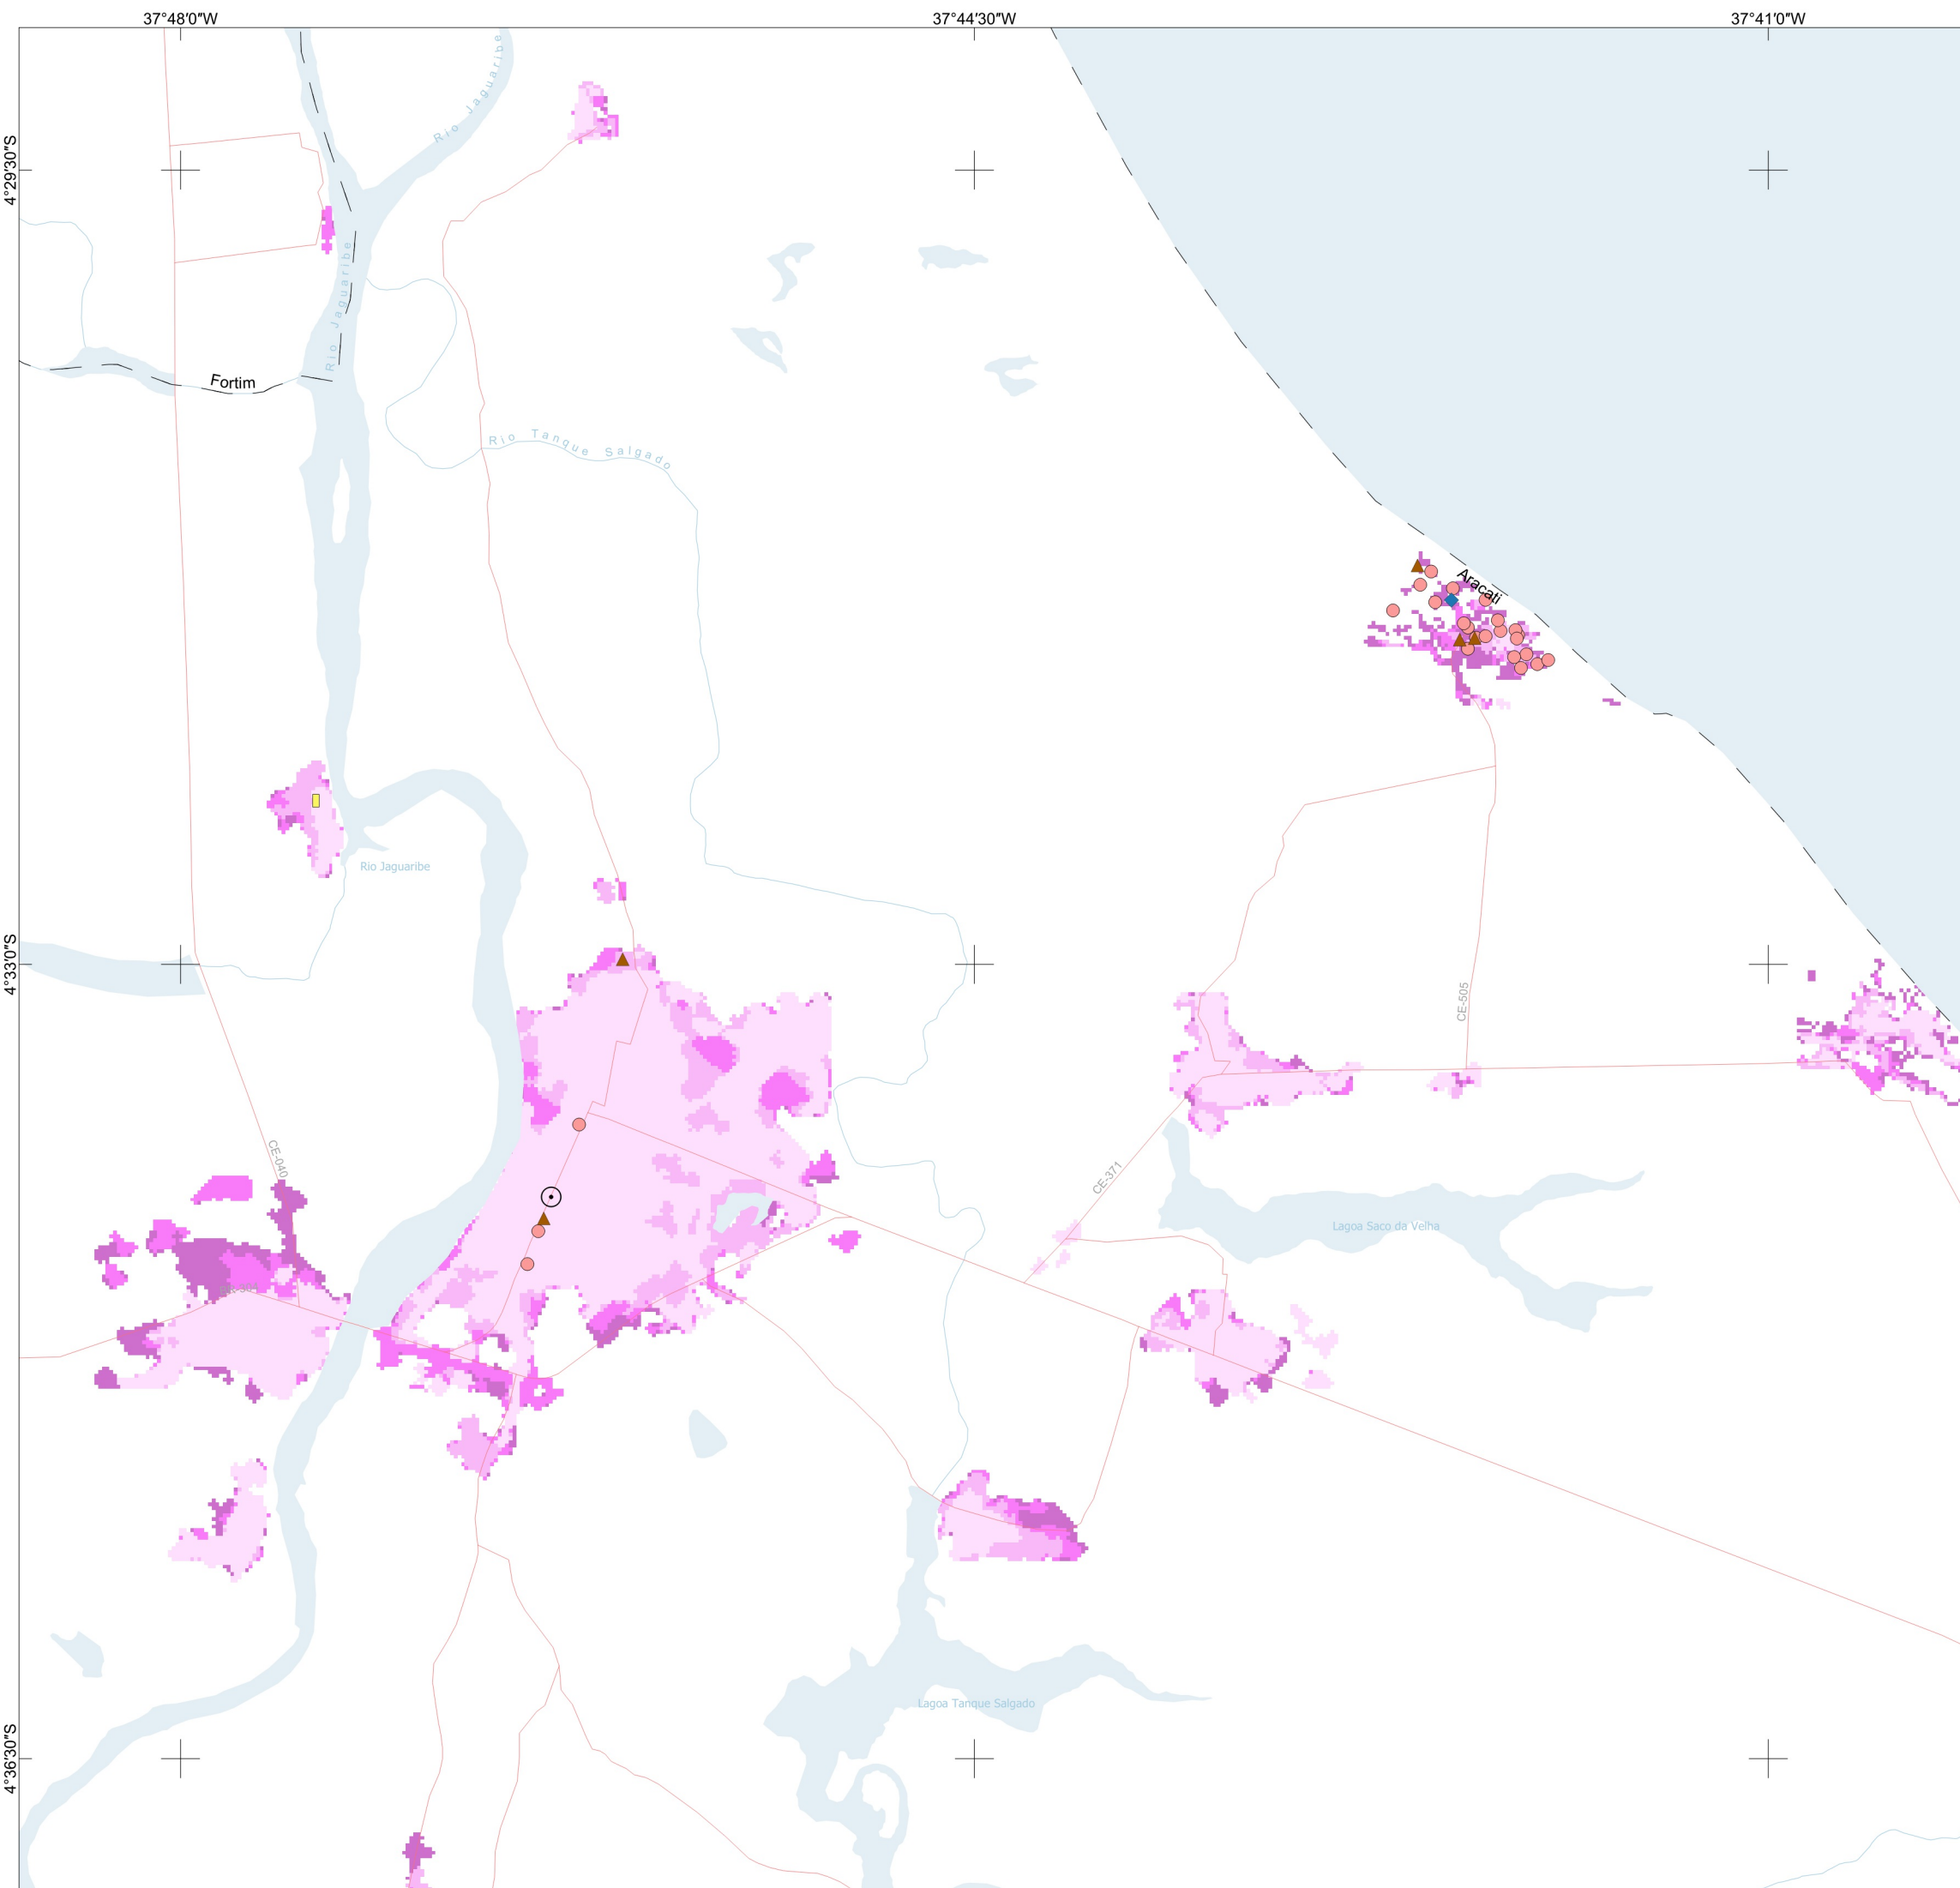 37°48'0"W
37°44'30"W
37°41'0"W
4°29'30"S
Rio Jaguaribe
Rio Jaguaribe
Fortim
Rio Tanque Salgado
Aracati
Rio Jaguaribe
4°33'0"S
CE-505
CE-040
CE-371
Lagoa Saco da Velha
Lagoa Tanque Salgado
4°36'30"S